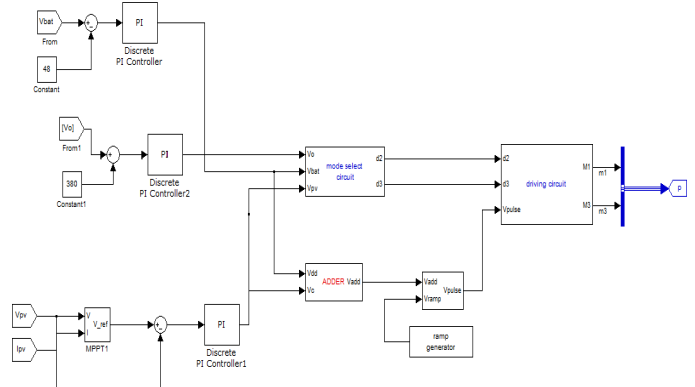 Vbat
From
+
-
PI
Discrete
PI Controller
48
Constant
[Vo]
From1
+
-
PI
Discrete
PI Controller2
380
Constant1
Vo
Vbat
Vpv
mode select
circuit
d2
d3
d2
d3
Vpulse
driving circuit
M1
M3
m1
m3
P
Vdd
Vc
ADDER
Vadd
Vadd
Vramp
Vpulse
ramp
generator
Vpv
Ipv
V
I
V_ref
MPPT1
+
-
PI
Discrete
PI Controller1